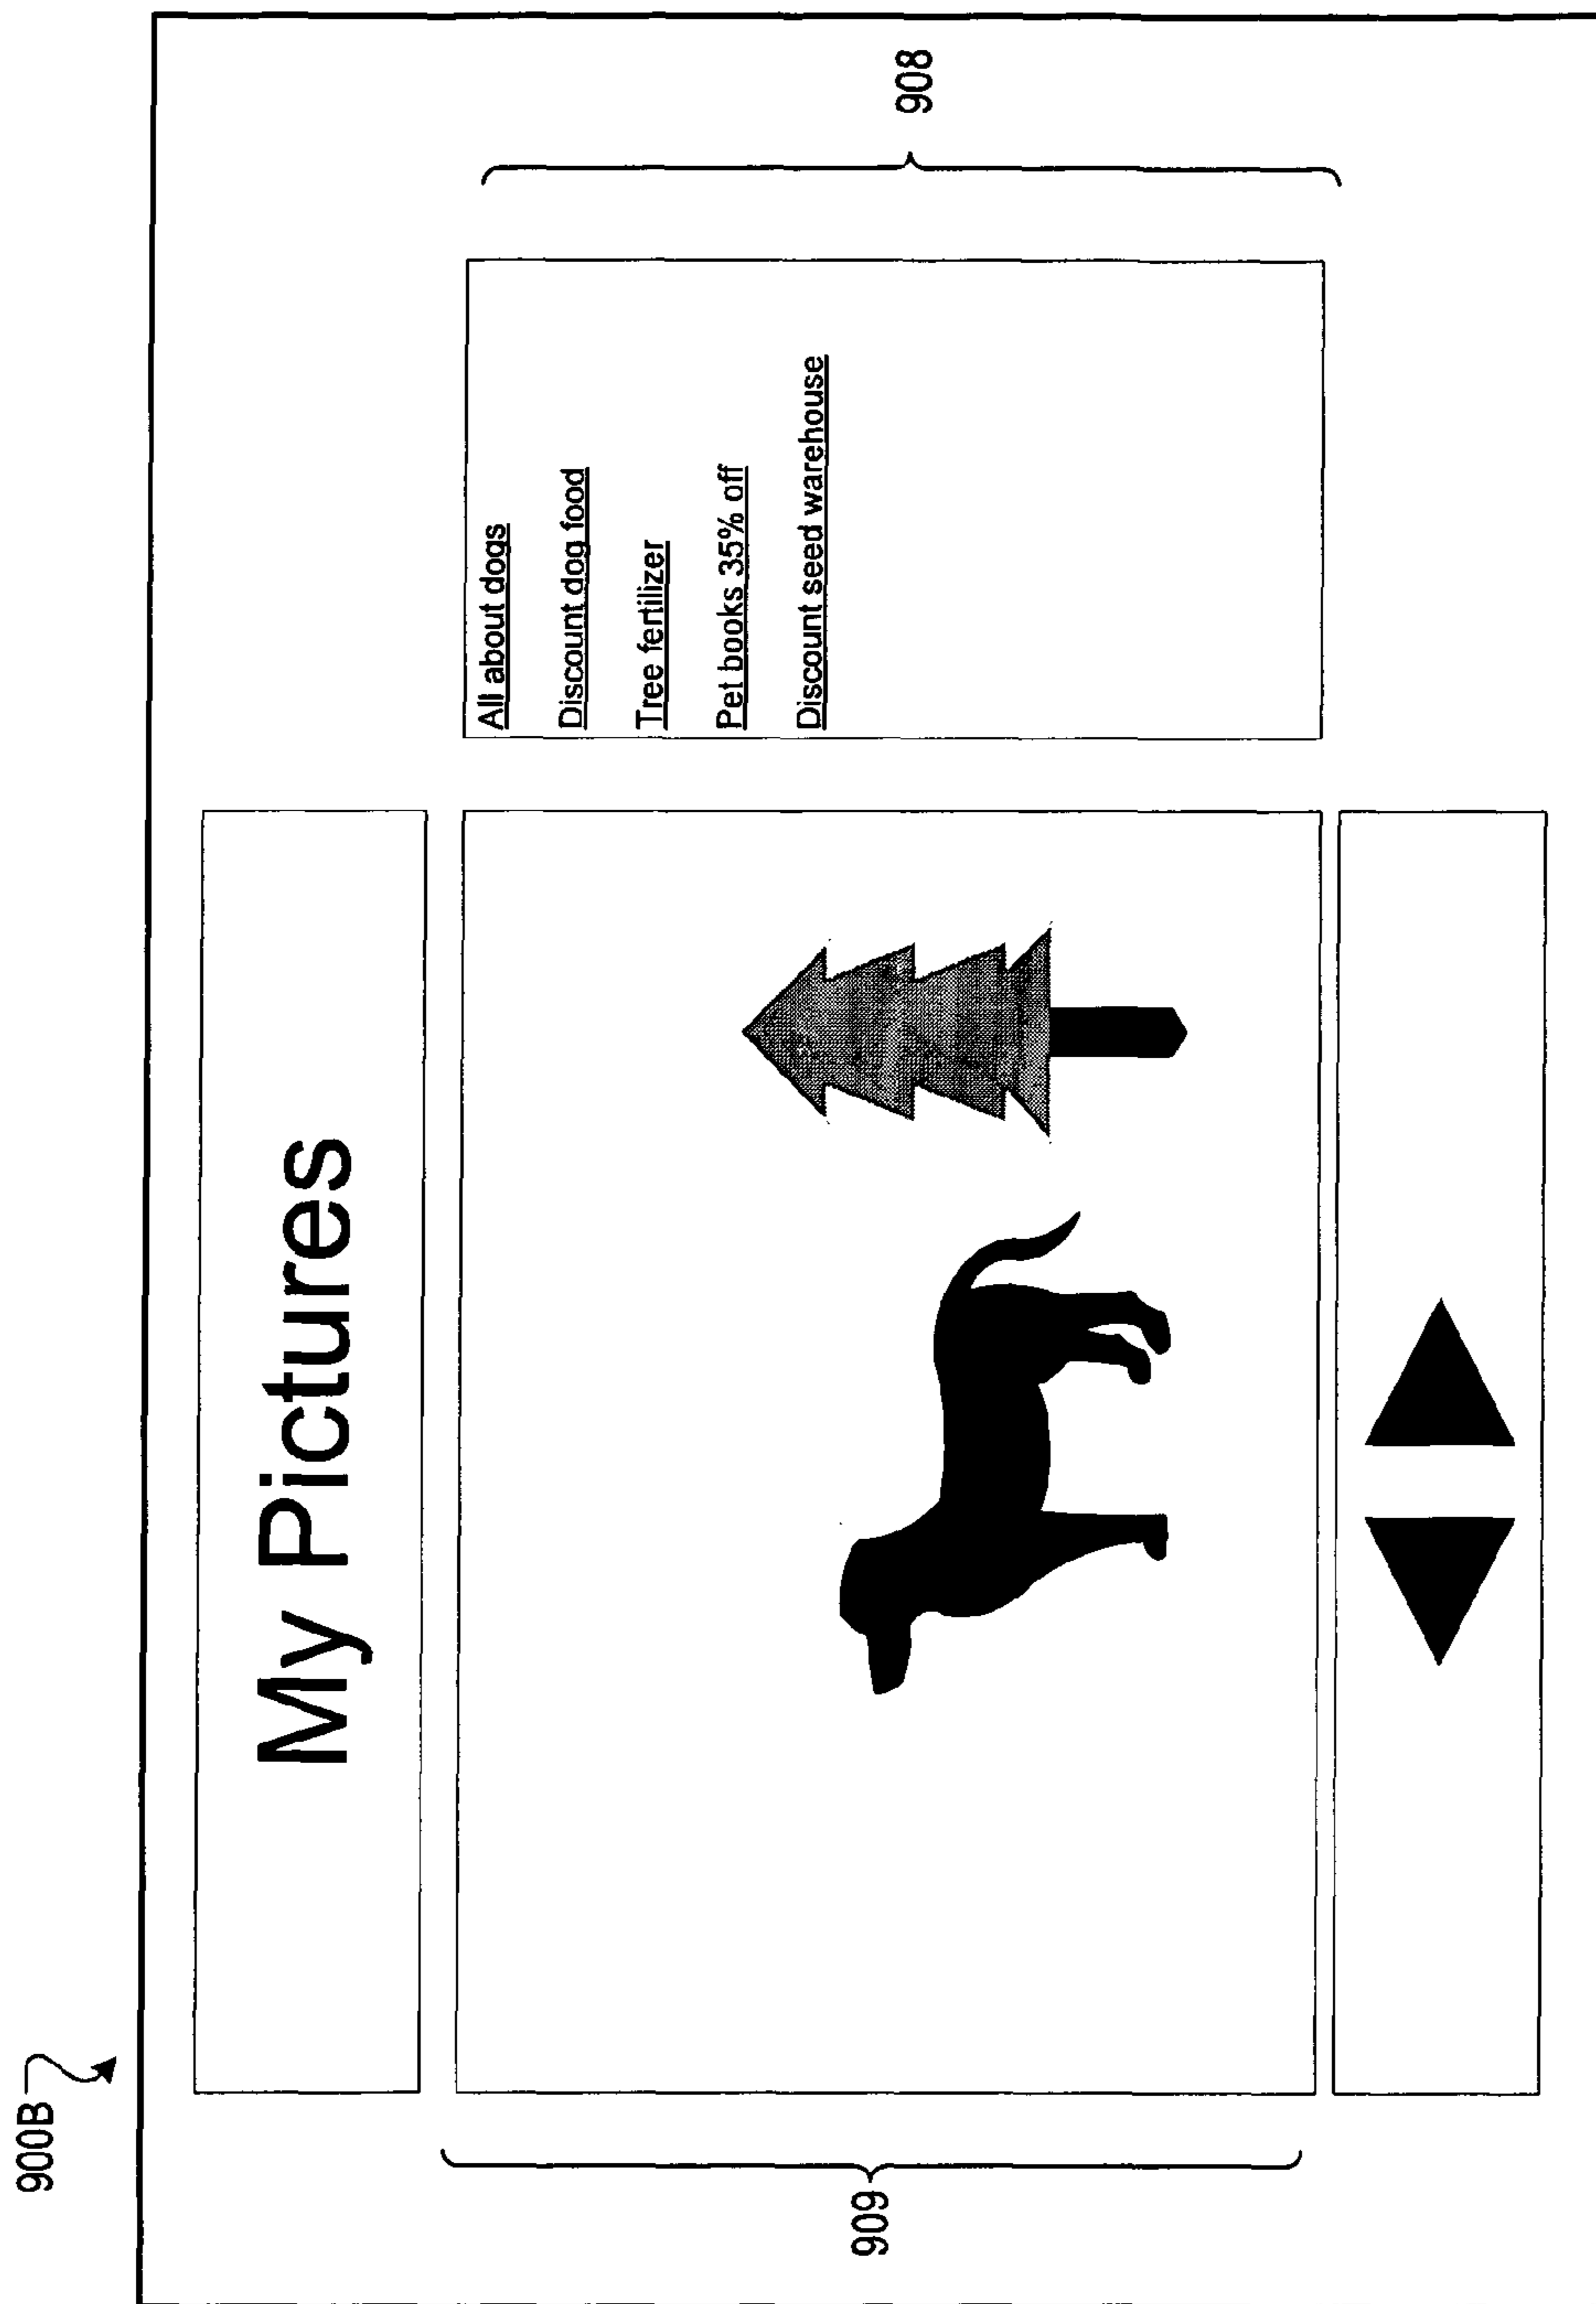 900B
My Pictures
909
All about dogs
Discount dog food
Tree fertilizer
Pet books 35% off
Discount seed warehouse
908